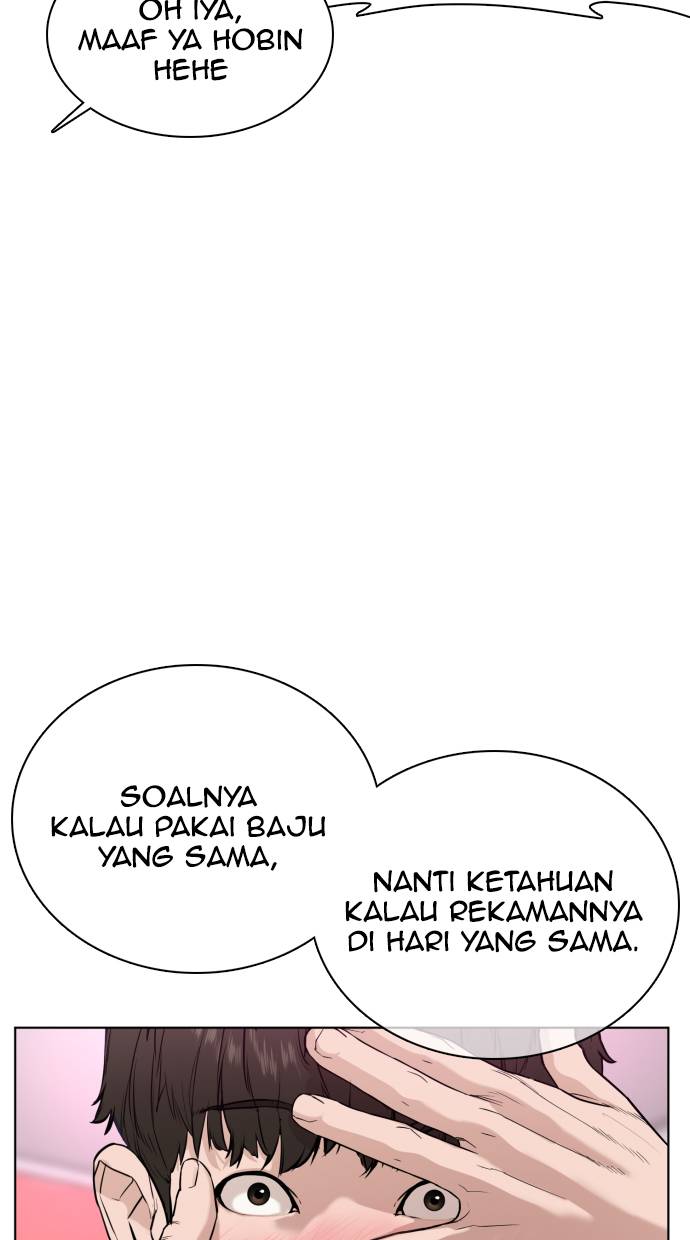 OH IYA,
MAAF YA HOBIN
HEHE
SOALNYA
KALAU PAKAI BAJU
YANG SAMA,
NANTI KETAHUAN
KALAU REKAMANNYA
DI HARI YANG SAMA.